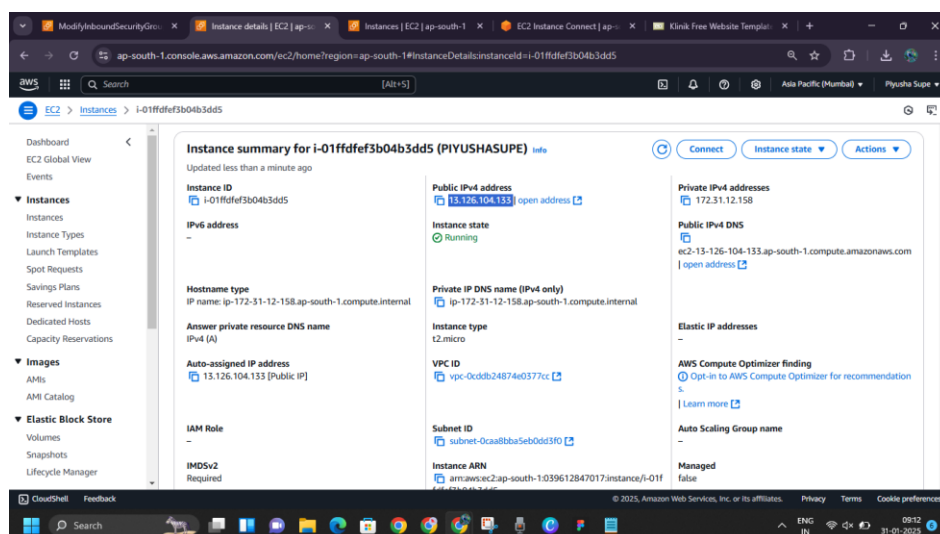 ModifyInboundSecurityGrou
Instance details | EC2 | ap-so
Instances | EC2 | ap-south-1
EC2 Instance Connect | ap-s
Klinik Free Website Templat
ap-south-1.console.aws.amazon.com/ec2/home?region=ap-south-1#InstanceDetails:instanceId=i-01ffdfef3b04b3dd5
aws
Search
[Alt+S]
Asia Pacific (Mumbai)
Piyusha Supe
EC2 > Instances > i-01ffdfef3b04b3dd5
Dashboard
EC2 Global View
Events
Instances
Instances
Instance Types
Launch Templates
Spot Requests
Savings Plans
Reserved Instances
Dedicated Hosts
Capacity Reservations
Images
AMIs
AMI Catalog
Elastic Block Store
Volumes
Snapshots
Lifecycle Manager
Instance summary for i-01ffdfef3b04b3dd5 (PIYUSHASUPE) Info
Updated less than a minute ago
Connect
Instance state
Actions
Instance ID
i-01ffdfef3b04b3dd5
Public IPv4 address
13.126.104.133 | open address
Private IPv4 addresses
172.31.12.158
IPv6 address
–
Instance state
Running
Public IPv4 DNS
ec2-13-126-104-133.ap-south-1.compute.amazonaws.com
| open address
Hostname type
IP name: ip-172-31-12-158.ap-south-1.compute.internal
Private IP DNS name (IPv4 only)
ip-172-31-12-158.ap-south-1.compute.internal
Answer private resource DNS name
IPv4 (A)
Instance type
t2.micro
Elastic IP addresses
–
Auto-assigned IP address
13.126.104.133 [Public IP]
VPC ID
vpc-0cddb24874e0377cc
AWS Compute Optimizer finding
Opt-in to AWS Compute Optimizer for recommendation
s.
| Learn more
IAM Role
–
Subnet ID
subnet-0caa8bba5eb0dd3f0
Auto Scaling Group name
–
IMDSv2
Required
Instance ARN
arn:aws:ec2:ap-south-1:039612847017:instance/i-01f
Managed
false
CloudShell
Feedback
© 2025, Amazon Web Services, Inc. or its affiliates.
Privacy
Terms
Cookie preferences
Search
ENG
IN
09:12
31-01-2025